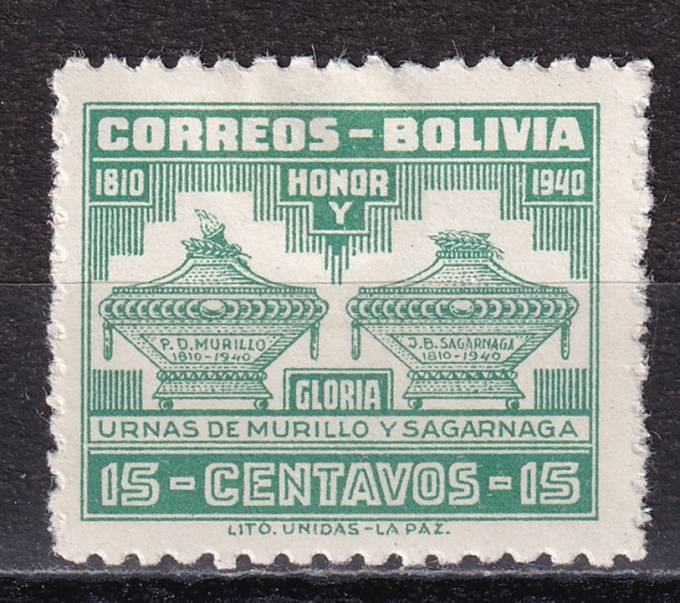 CORREOS - BOLIVIA
1810 HONOR 1940
Y
P. D. MURILLO J. B. SAGARNAGA
1810-1940 1810-1940
GLORIA
URNAS DE MURILLO Y SAGARNAGA
15 - CENTAVOS - 15
LITO. UNIDAS - LA PAZ.